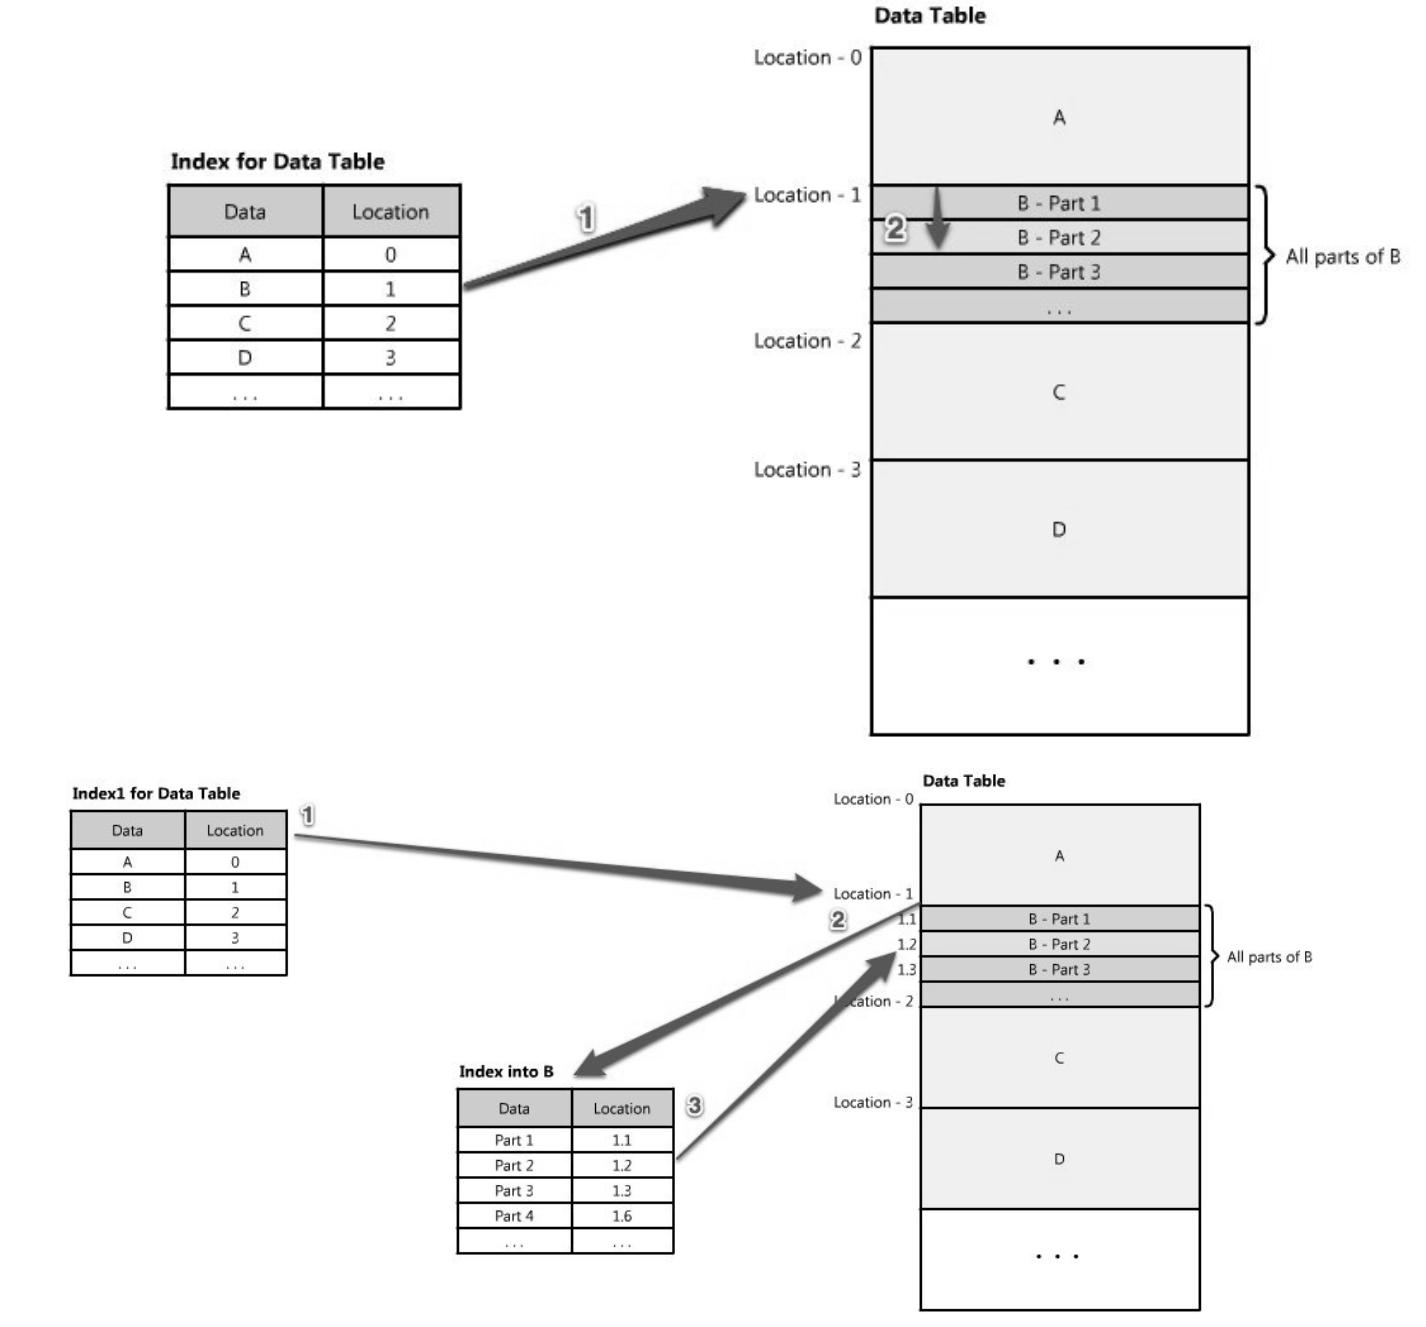 Data Table
Location - 0
A
Index for Data Table
Data Location
A 0
B 1
C 2
D 3
... ...
1
Location - 1
2
B - Part 1
B - Part 2
B - Part 3
...
All parts of B
Location - 2
C
Location - 3
D
. . .
Index1 for Data Table
Data Location
A 0
B 1
C 2
D 3
... ...
1
Data Table
Location - 0
A
Location - 1
2
1.1 B - Part 1
1.2 B - Part 2
1.3 B - Part 3
...
All parts of B
Location - 2
C
Location - 3
D
. . .
Index into B
Data Location
Part 1 1.1
Part 2 1.2
Part 3 1.3
Part 4 1.6
... ...
3